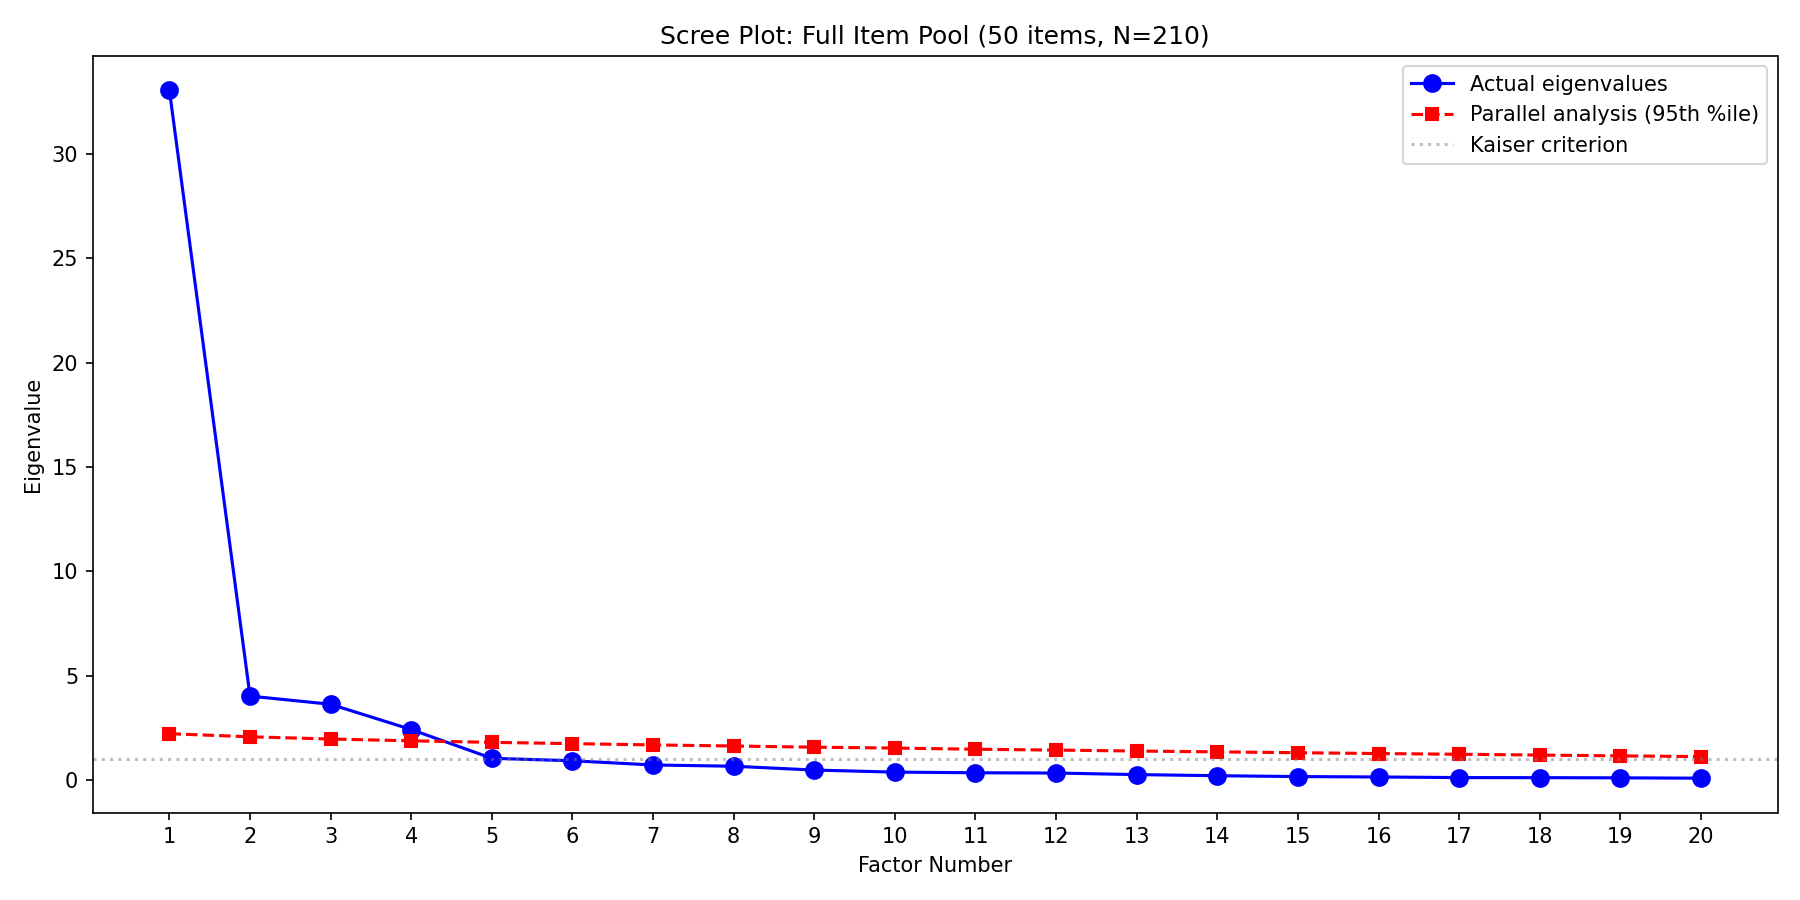 Scree Plot: Full Item Pool (50 items, N=210)
Actual eigenvalues
Parallel analysis (95th %ile)
Kaiser criterion
Eigenvalue
30
25
20
15
10
5
0
1 2 3 4 5 6 7 8 9 10 11 12 13 14 15 16 17 18 19 20
Factor Number